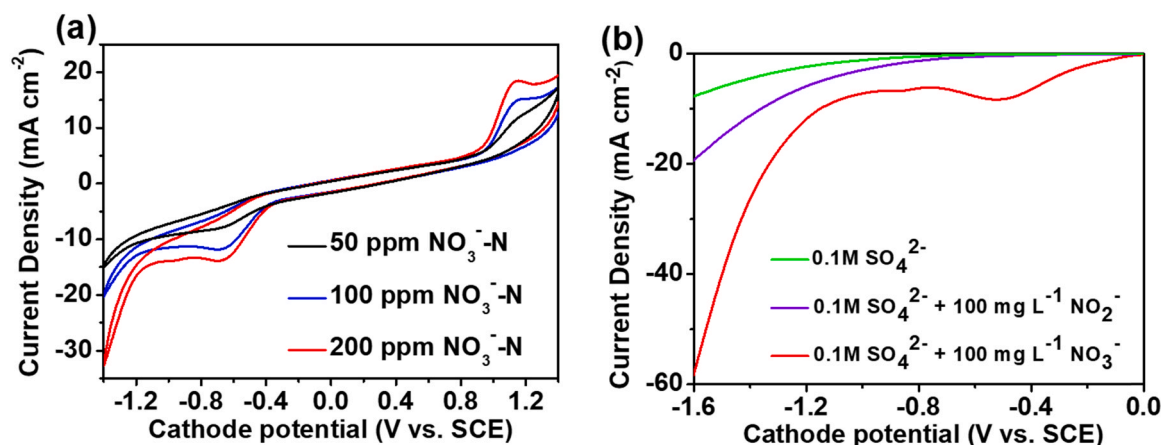 (a)
20
10
0
-10
-20
-30
Current Density (mA cm⁻²)
50 ppm NO₃⁻-N
100 ppm NO₃⁻-N
200 ppm NO₃⁻-N
-1.2 -0.8 -0.4 0.0 0.4 0.8 1.2
Cathode potential (V vs. SCE)
(b)
0
-20
-40
-60
Current Density (mA cm⁻²)
0.1M SO₄²⁻
0.1M SO₄²⁻ + 100 mg L⁻¹ NO₂⁻
0.1M SO₄²⁻ + 100 mg L⁻¹ NO₃⁻
-1.6 -1.2 -0.8 -0.4 0.0
Cathode potential (V vs. SCE)